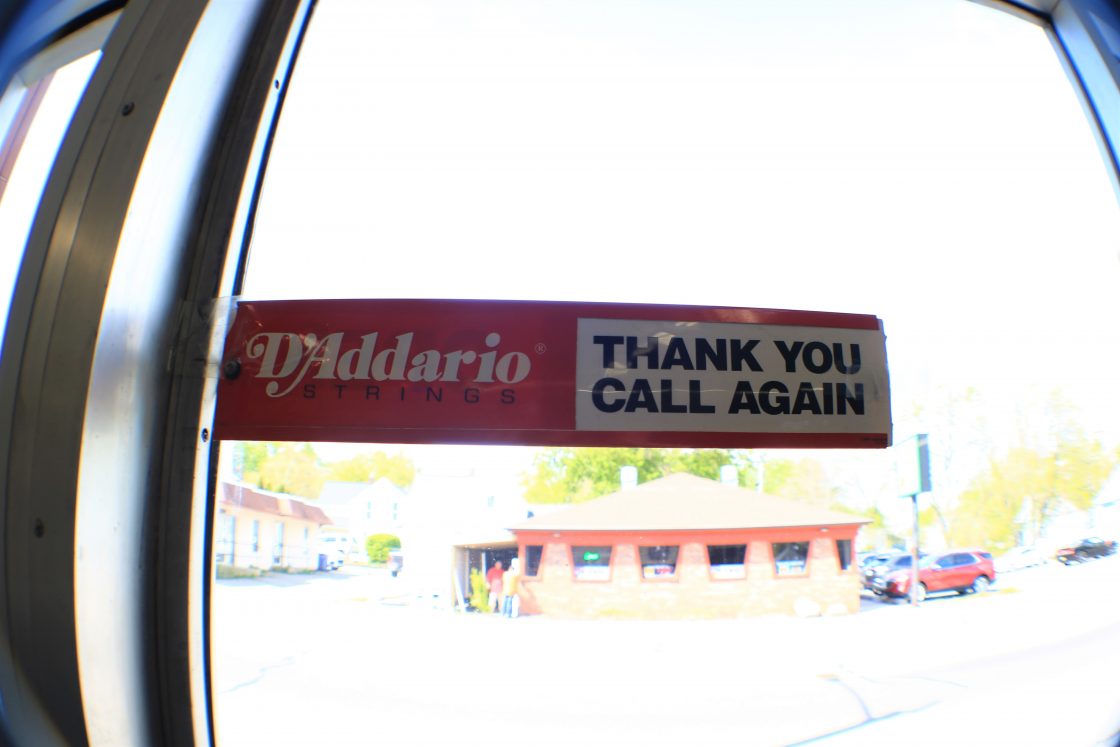 D'Addario®
STRINGS
THANK YOU
CALL AGAIN